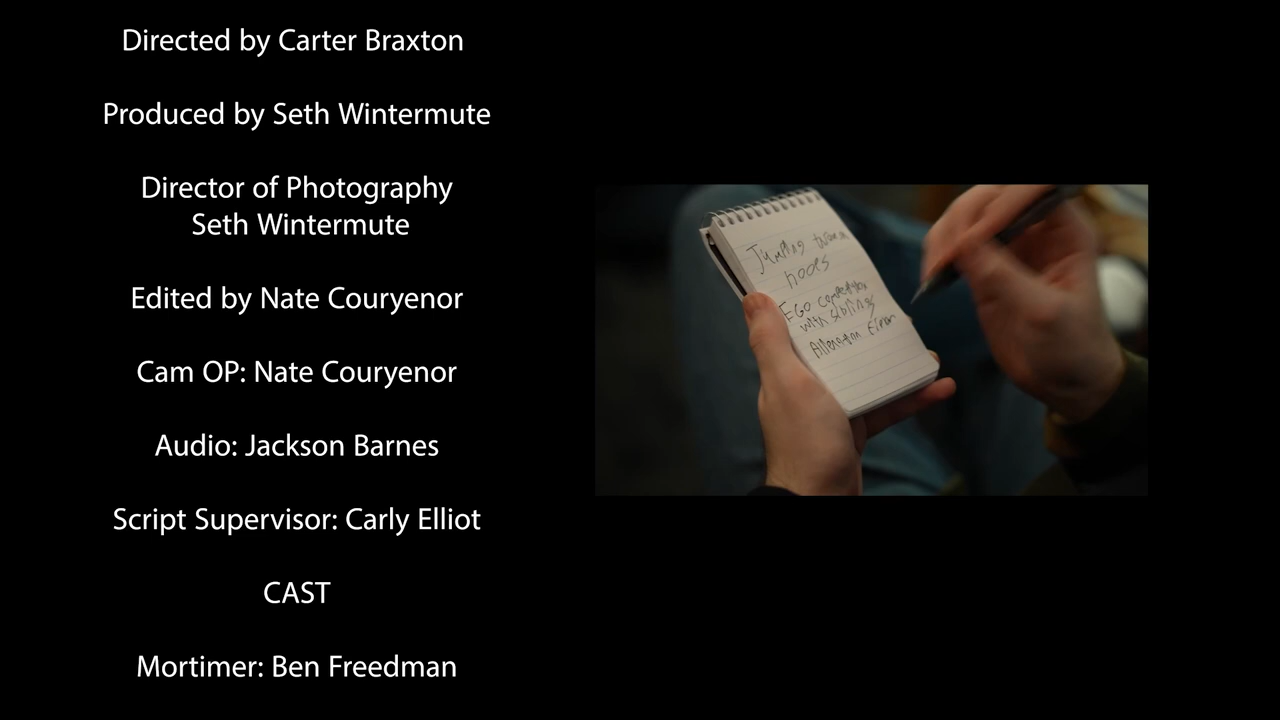 Directed by Carter Braxton
Produced by Seth Wintermute
Director of Photography
Seth Wintermute
Edited by Nate Couryenor
Cam OP: Nate Couryenor
Audio: Jackson Barnes
Script Supervisor: Carly Elliot
CAST
Mortimer: Ben Freedman
Jumping
hoops
EGO competition
with siblings